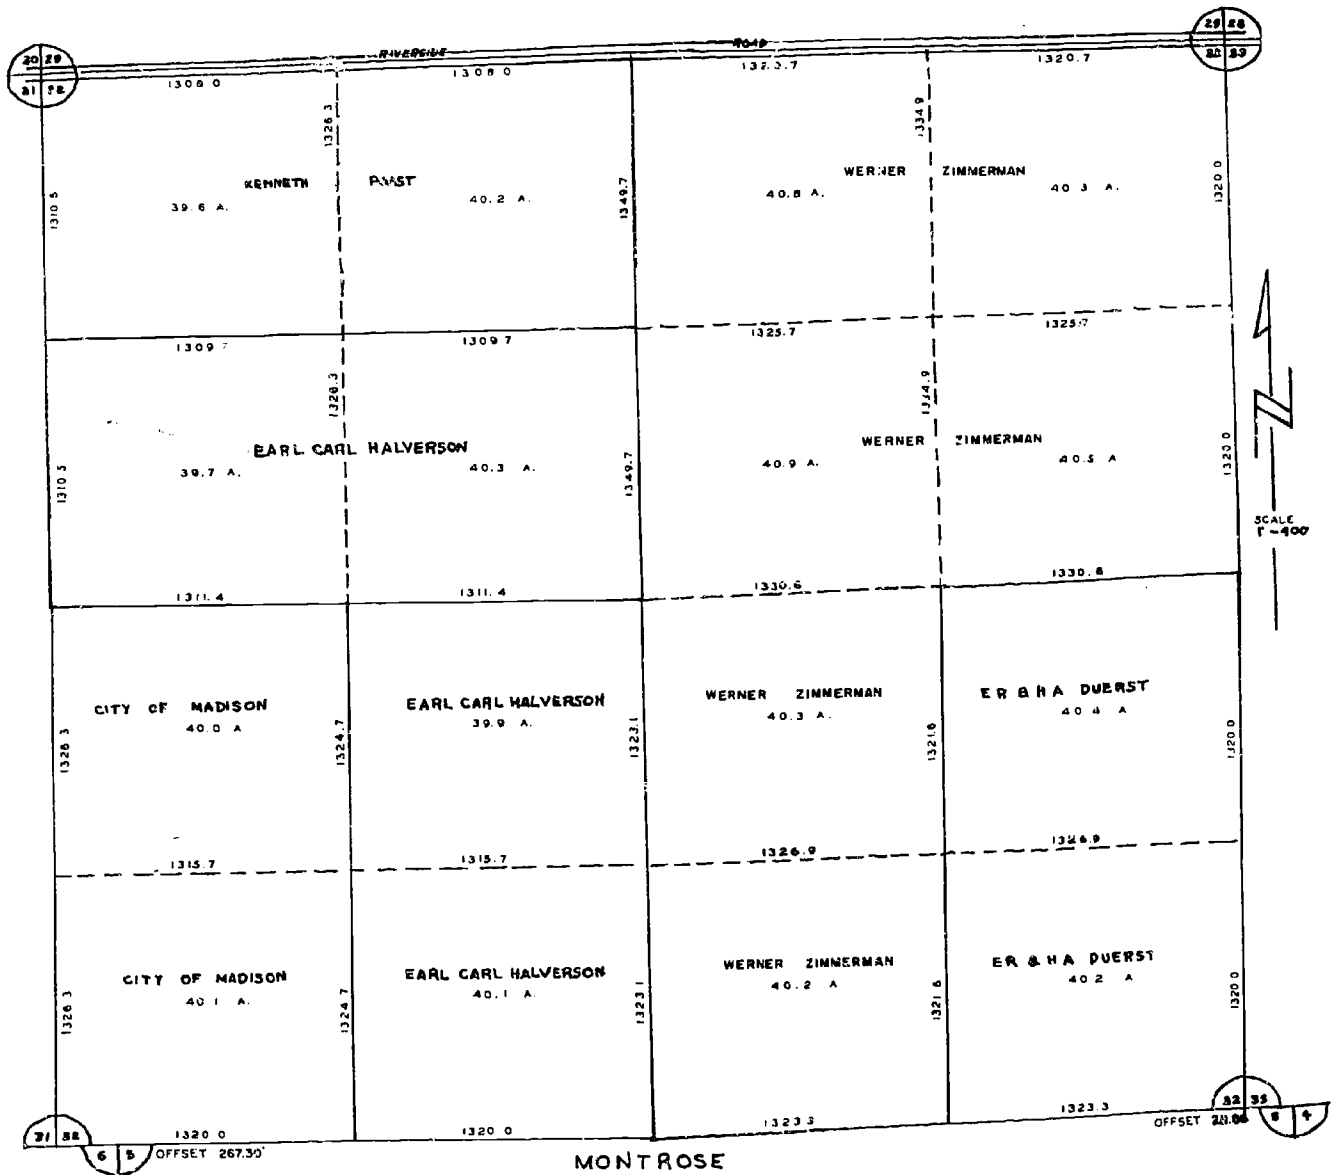 20 29
31 32
RIVERSIDE ROAD
29 28
32 33
1308.0
1308.0
1323.7
1320.7
1310.5
1326.3
1349.7
1334.9
1320.0
KENNETH
39.6 A.
40.2 A.
WERNER ZIMMERMAN
40.8 A.
40.3 A.
1309.7
1309.7
1325.7
1325.7
1310.5
1328.3
1349.7
1334.9
1320.0
EARL CARL HALVERSON
39.7 A.
40.3 A.
WERNER ZIMMERMAN
40.9 A.
40.5 A
SCALE
1"=400'
N
1311.4
1311.4
1330.6
1330.6
CITY OF MADISON
40.0 A
EARL CARL HALVERSON
39.9 A.
WERNER ZIMMERMAN
40.3 A.
ER & HA DUERST
40.4 A
1326.3
1324.7
1323.1
1321.6
1320.0
1315.7
1315.7
1326.9
1326.9
CITY OF MADISON
40.1 A.
EARL CARL HALVERSON
40.1 A.
WERNER ZIMMERMAN
40.2 A
ER & HA DUERST
40.2 A
1326.3
1324.7
1323.1
1321.6
1320.0
31 32
6 5
OFFSET 267.30'
1320.0
1320.0
1323.3
1323.3
OFFSET
32 33
5 4
MONTROSE